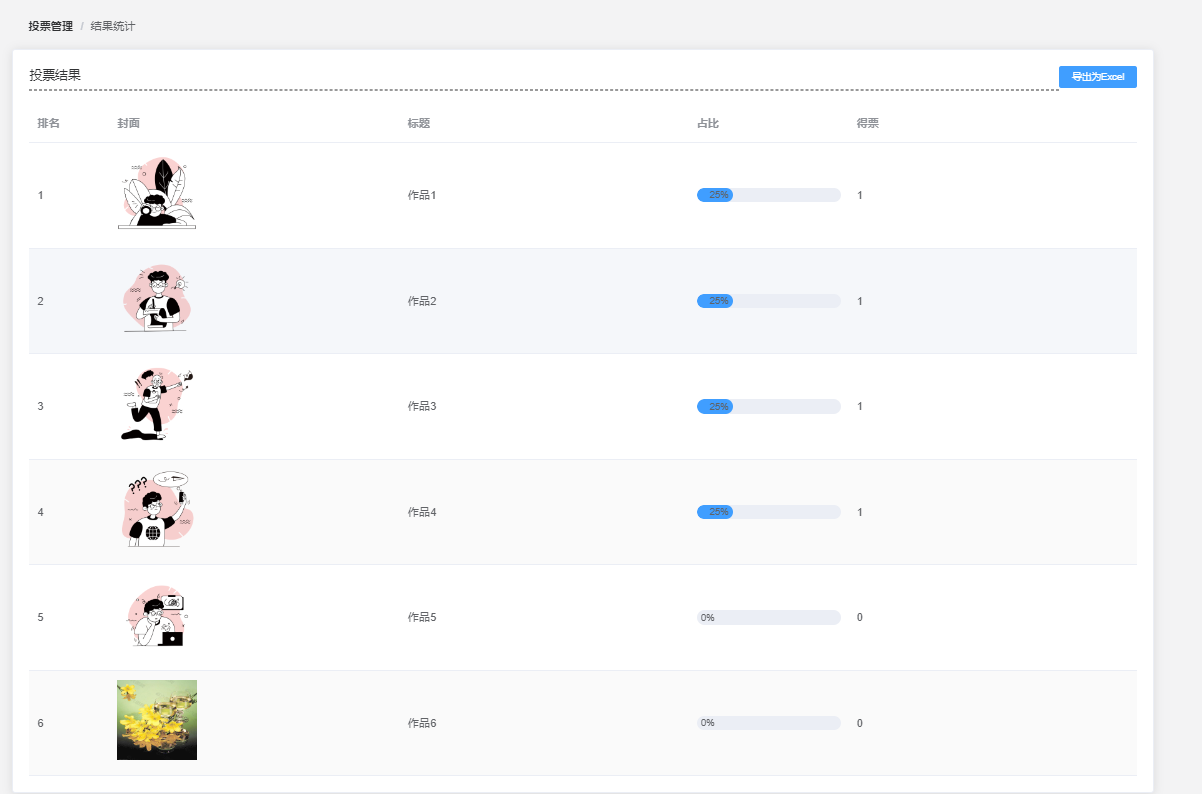 投票管理 / 结果统计
投票结果
导出为Excel
排名 封面 标题 占比 得票
1 作品1 25% 1
2 作品2 25% 1
3 作品3 25% 1
???
4 作品4 25% 1
5 作品5 0% 0
6 作品6 0% 0